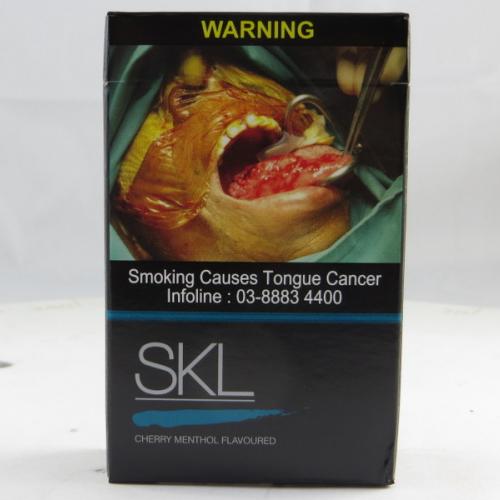 WARNING
Smoking Causes Tongue Cancer
Infoline : 03-8883 4400
SKL
CHERRY MENTHOL FLAVOURED